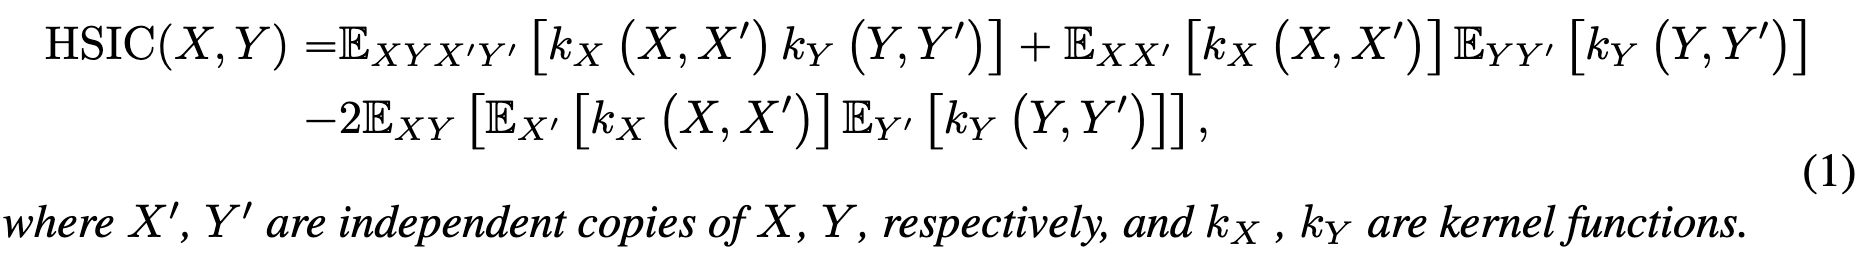 HSIC(X, Y) = 𝔼_{XYX′Y′} [k_X (X, X′) k_Y (Y, Y′)] + 𝔼_{XX′} [k_X (X, X′)] 𝔼_{YY′} [k_Y (Y, Y′)]
−2𝔼_{XY} [𝔼_{X′} [k_X (X, X′)] 𝔼_{Y′} [k_Y (Y, Y′)]] ,
(1)
where X′, Y′ are independent copies of X, Y, respectively, and k_X , k_Y are kernel functions.